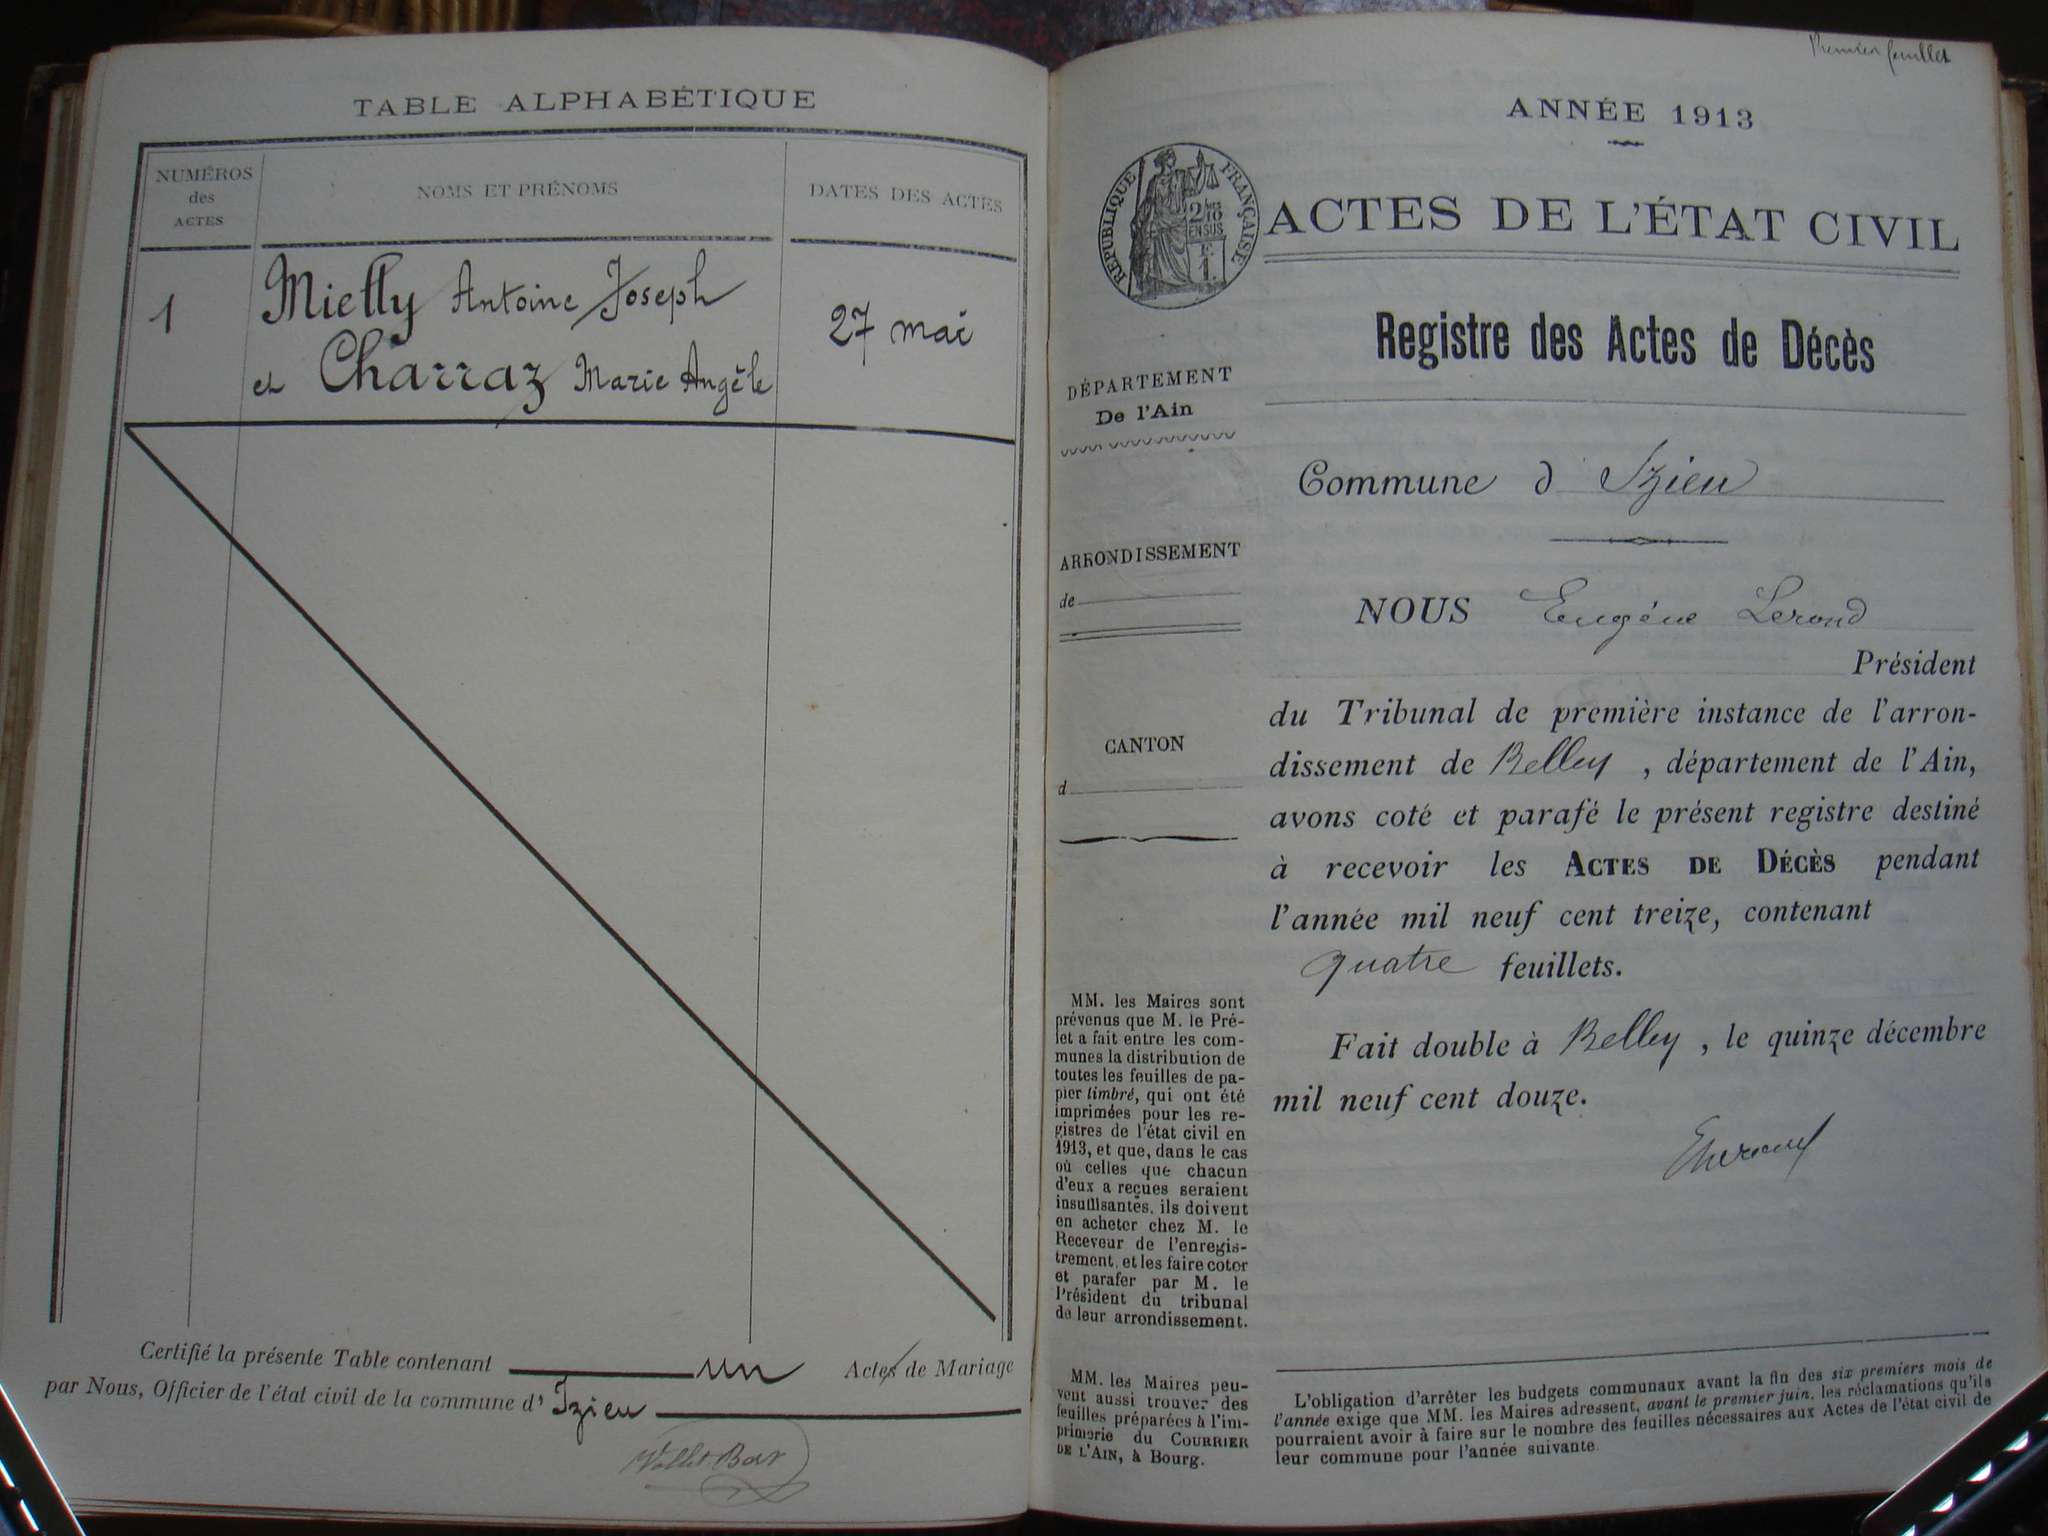 TABLE ALPHABÉTIQUE
NUMÉROS
des
ACTES
NOMS ET PRÉNOMS
DATES DES ACTES
1
Mielly Antoine Joseph
et Charraz Marie Angèle
27 mai
Certifié la présente Table contenant un Actes de Mariage
par Nous, Officier de l'état civil de la commune d' Izieu
Premier feuillet
ANNÉE 1913
RÉPUBLIQUE FRANÇAISE
2/10
EN SUS
F
1
ACTES DE L'ÉTAT CIVIL
Registre des Actes de Décès
DÉPARTEMENT
De l'Ain
Commune d Izieu
ARRONDISSEMENT
de
NOUS Eugène Lerond
Président
du Tribunal de première instance de l'arron-
dissement de Belley, département de l'Ain,
avons coté et parafé le présent registre destiné
à recevoir les ACTES DE DÉCÈS pendant
l'année mil neuf cent treize, contenant
quatre feuillets.
Fait double à Belley, le quinze décembre
mil neuf cent douze.
CANTON
d
MM. les Maires sont
prévenus que M. le Pré-
fet a fait entre les com-
munes la distribution de
toutes les feuilles de pa-
pier timbré, qui ont été
imprimées pour les re-
gistres de l'état civil en
1913, et que, dans le cas
où celles que chacun
d'eux a reçues seraient
insuffisantes, ils doivent
en acheter chez M. le
Receveur de l'enregis-
trement, et les faire coter
et parafer par M. le
Président du tribunal
de leur arrondissement.
MM. les Maires peu-
vent aussi trouver des
feuilles préparées à l'im-
primerie du COURRIER
DE L'AIN, à Bourg.
L'obligation d'arrêter les budgets communaux avant la fin des six premiers mois de
l'année exige que MM. les Maires adressent, avant le premier juin, les réclamations qu'ils
pourraient avoir à faire sur le nombre des feuilles nécessaires aux Actes de l'état civil de
leur commune pour l'année suivante.